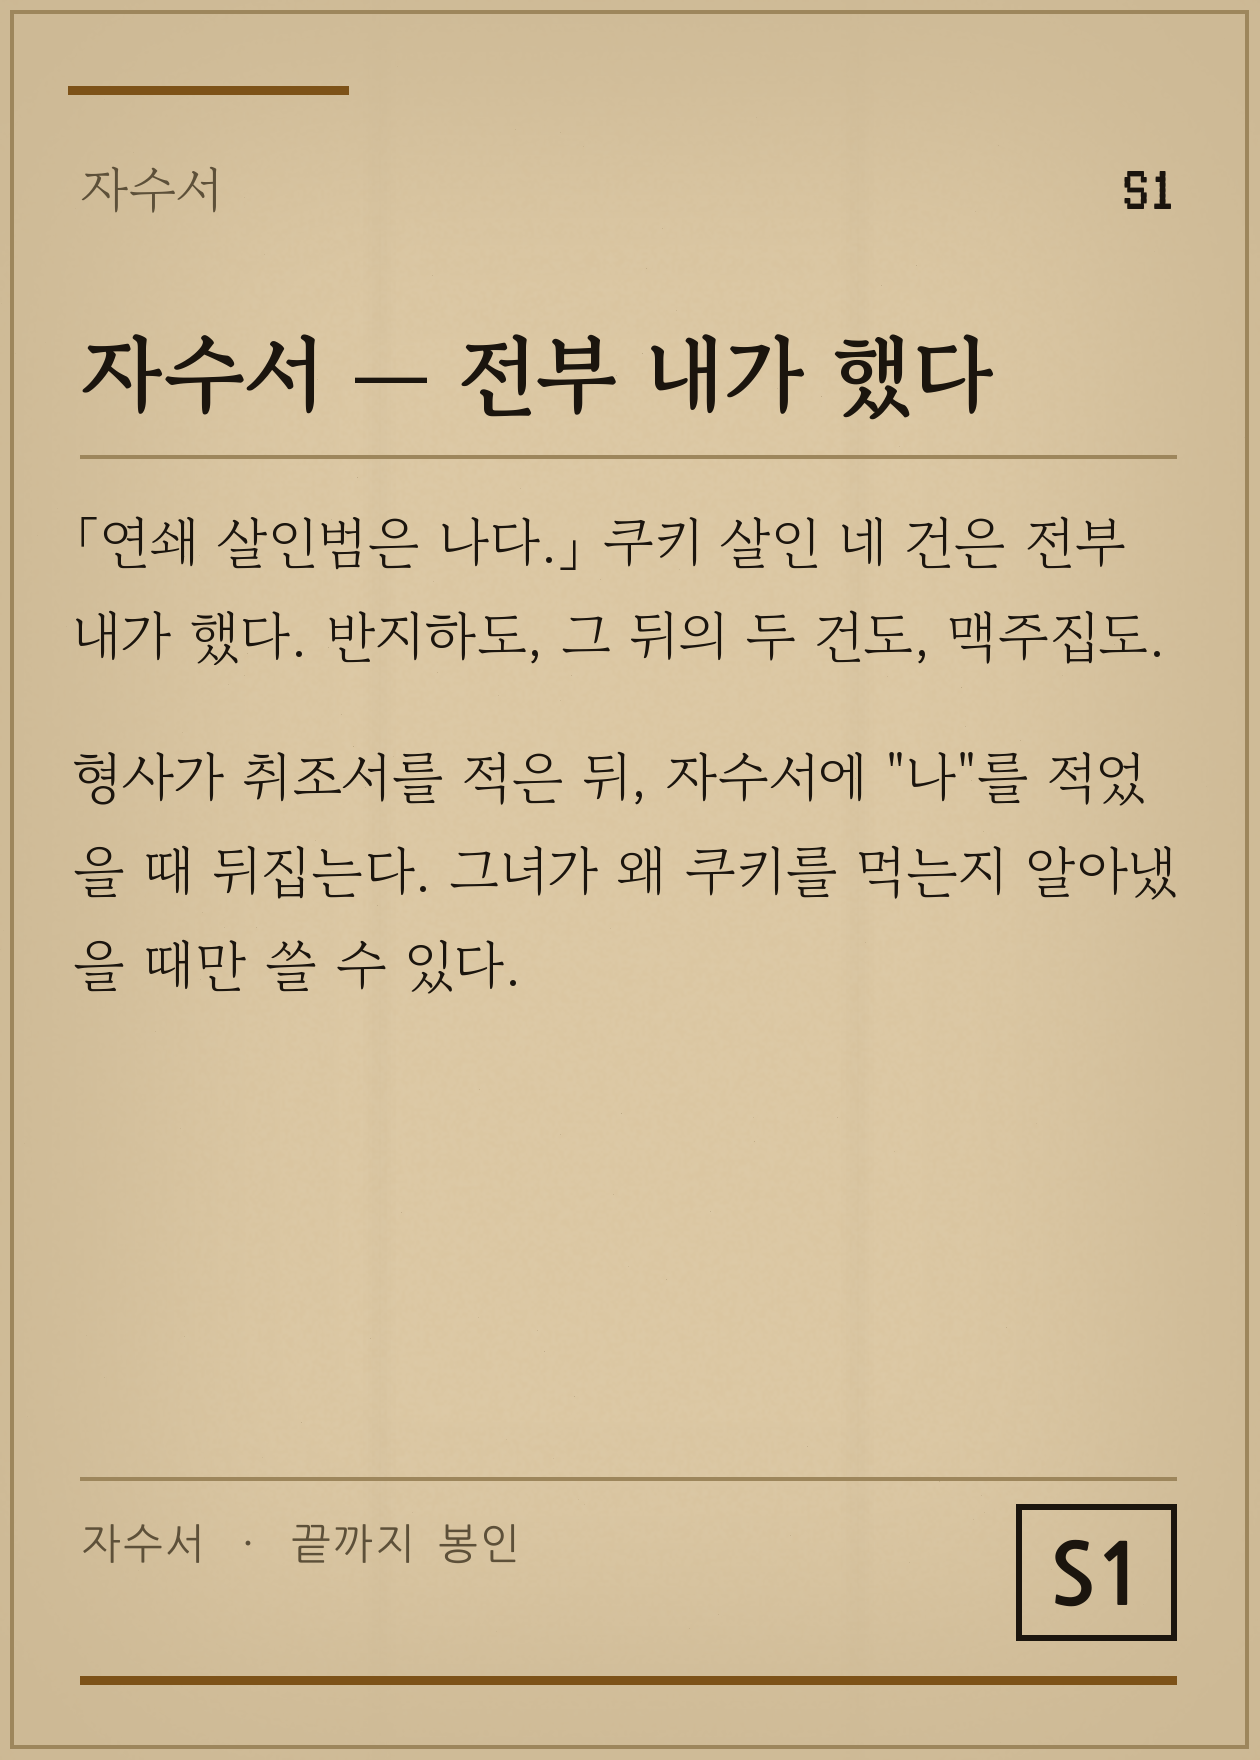 자수서
S1
자수서 — 전부 내가 했다
「연쇄 살인범은 나다.」 쿠키 살인 네 건은 전부
내가 했다. 반지하도, 그 뒤의 두 건도, 맥주집도.
형사가 취조서를 적은 뒤, 자수서에 "나"를 적었
을 때 뒤집는다. 그녀가 왜 쿠키를 먹는지 알아냈
을 때만 쓸 수 있다.
자수서 · 끝까지 봉인
S1